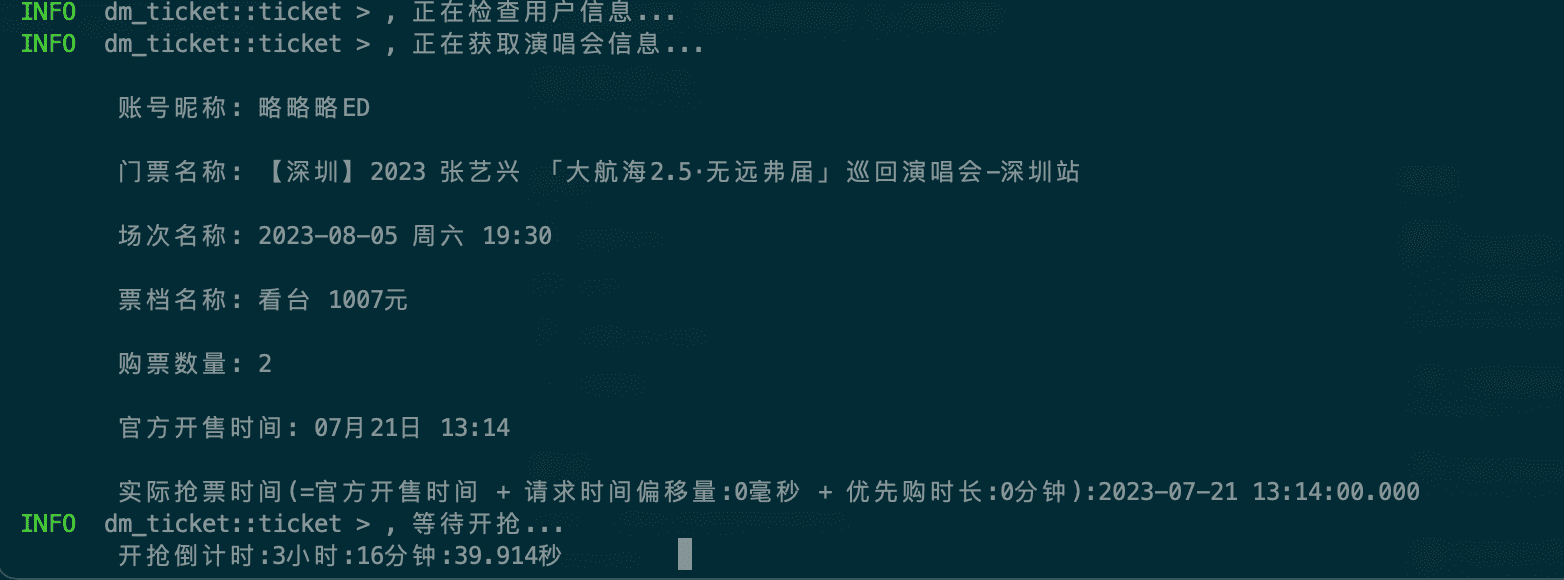 INFO dm_ticket::ticket > , 正在检查用户信息...
INFO dm_ticket::ticket > , 正在获取演唱会信息...
账号昵称: 略略略ED
门票名称: 【深圳】2023 张艺兴 「大航海2.5·无远弗届」巡回演唱会-深圳站
场次名称: 2023-08-05 周六 19:30
票档名称: 看台 1007元
购票数量: 2
官方开售时间: 07月21日 13:14
实际抢票时间(=官方开售时间 + 请求时间偏移量:0毫秒 + 优先购时长:0分钟):2023-07-21 13:14:00.000
INFO dm_ticket::ticket > , 等待开抢...
开抢倒计时:3小时:16分钟:39.914秒